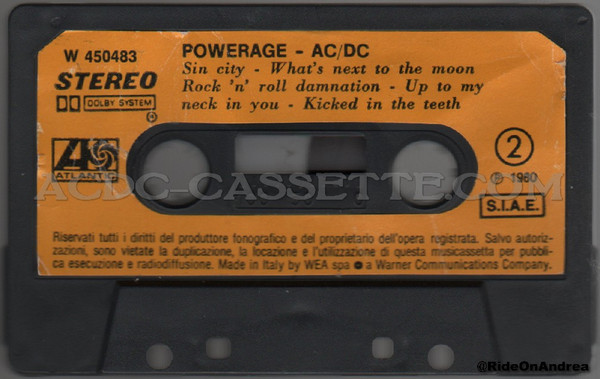 W 450483
POWERAGE - AC/DC
STEREO
DOLBY SYSTEM
Sin city - What's next to the moon
Rock 'n' roll damnation - Up to my
neck in you - Kicked in the teeth
ATLANTIC
2
℗ 1980
S.I.A.E.
ACDC-CASSETTE.COM
Riservati tutti i diritti del produttore fonografico e del proprietario dell'opera registrata. Salvo autoriz-
zazioni, sono vietate la duplicazione, la locazione e l'utilizzazione di questa musicassetta per pubbli-
ca esecuzione e radiodiffusione. Made in Italy by WEA spa ● a Warner Communications Company.
@RideOnAndrea